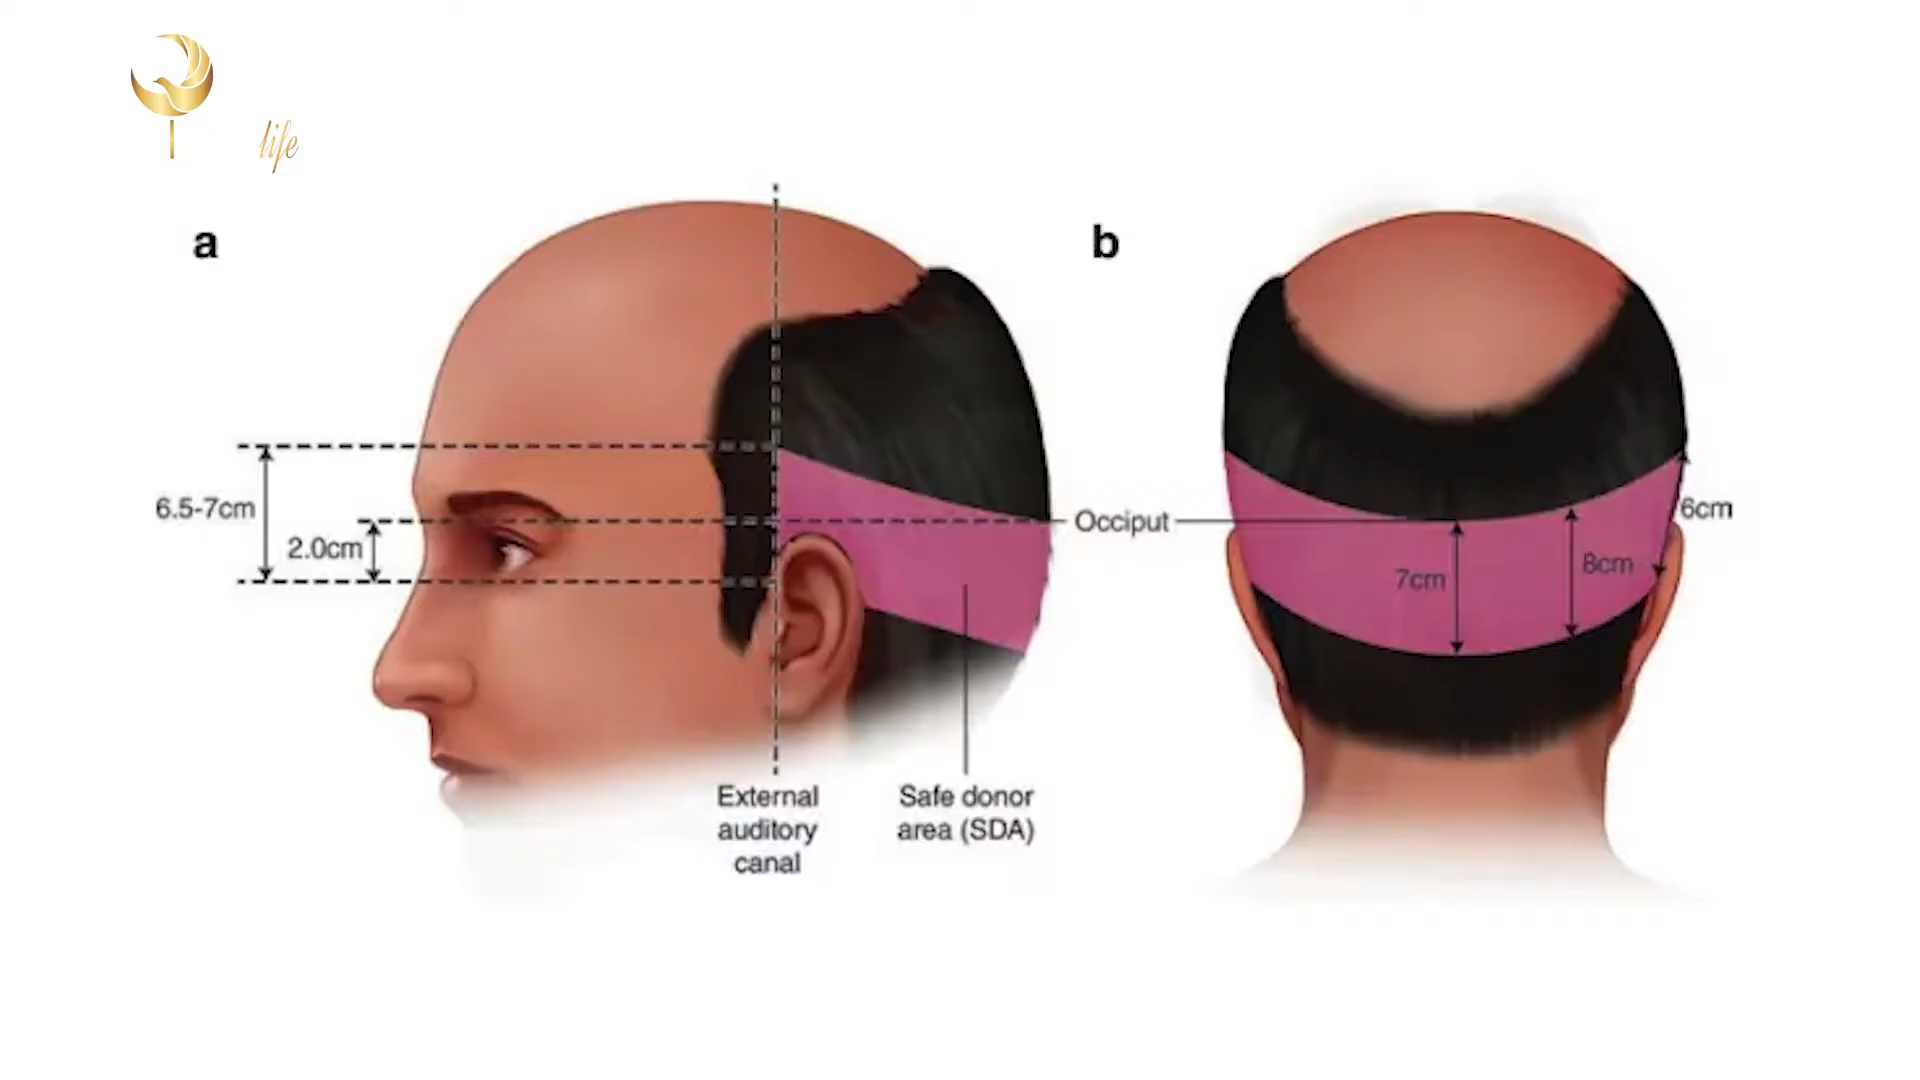 life
a
b
6.5-7cm
2.0cm
Occiput
6cm
7cm
8cm
External
auditory
canal
Safe donor
area (SDA)